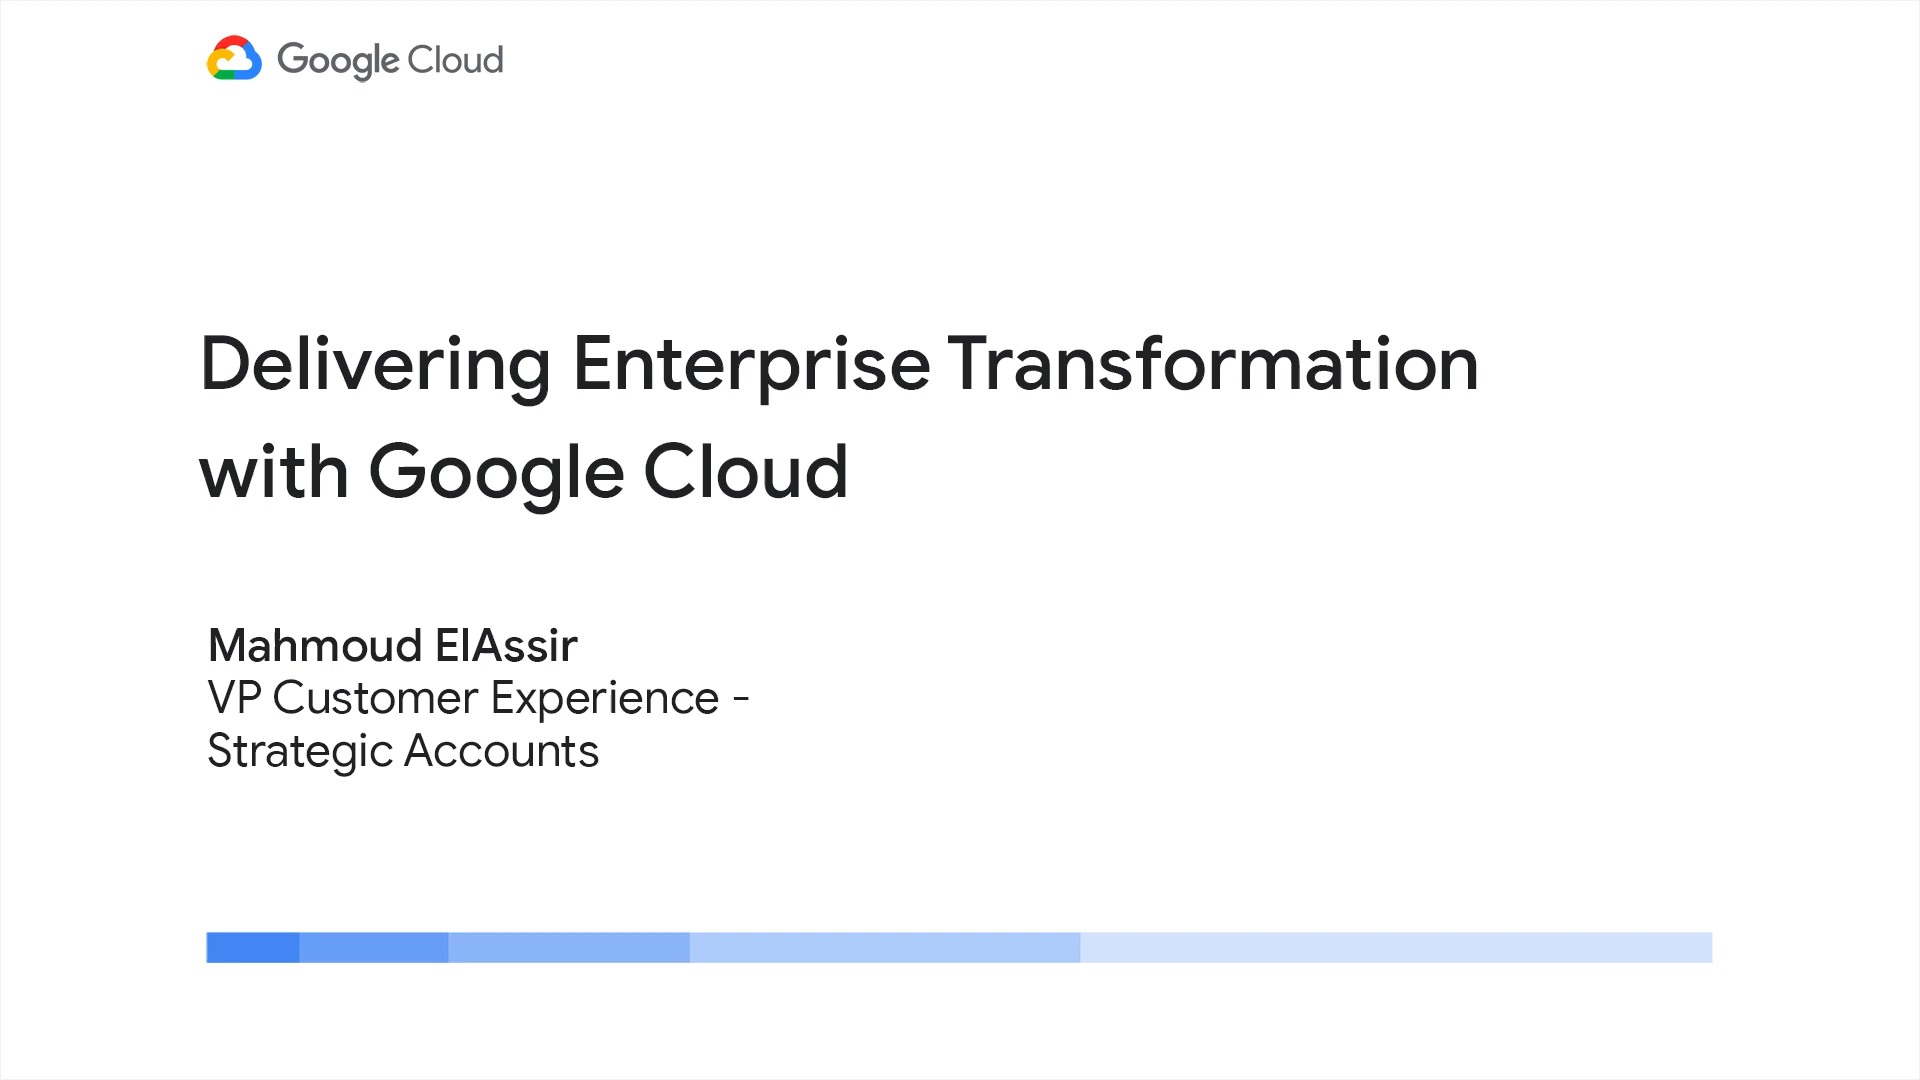 Google Cloud
Delivering Enterprise Transformation
with Google Cloud
Mahmoud ElAssir
VP Customer Experience -
Strategic Accounts